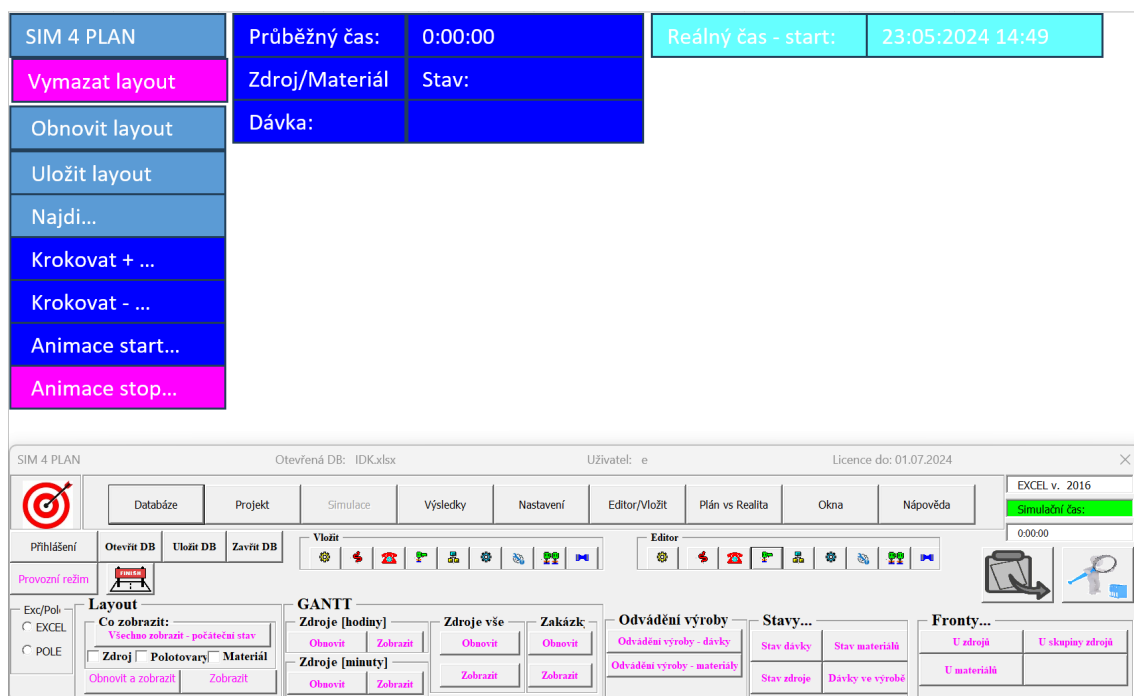 SIM 4 PLAN
Průběžný čas: 0:00:00
Reálný čas - start: 23:05:2024 14:49
Vymazat layout
Zdroj/Materiál Stav:
Obnovit layout
Dávka:
Uložit layout
Najdi...
Krokovat + ...
Krokovat - ...
Animace start...
Animace stop...
SIM 4 PLAN Otevřená DB: IDK.xlsx Uživatel: e Licence do: 01.07.2024
Databáze Projekt Simulace Výsledky Nastavení Editor/Vložit Plán vs Realita Okna Nápověda
EXCEL v. 2016
Simulační čas:
0:00:00
Přihlášení Otevřít DB Uložit DB Zavřít DB
Vložit
Editor
Provozní režim
FINISH
Exc/Pole
EXCEL
POLE
Layout
Co zobrazit:
Všechno zobrazit - počáteční stav
Zdroj Polotovary Materiál
Obnovit a zobrazit Zobrazit
GANTT
Zdroje [hodiny]
Obnovit Zobrazit
Zdroje [minuty]
Obnovit Zobrazit
Zdroje vše
Obnovit
Zobrazit
Zakázk
Obnovit
Zobrazit
Odvádění výroby
Odvádění výroby - dávky
Odvádění výroby - materiály
Stavy...
Stav dávky Stav materiálů
Stav zdroje Dávky ve výrobě
Fronty...
U zdrojů U skupiny zdrojů
U materiálů